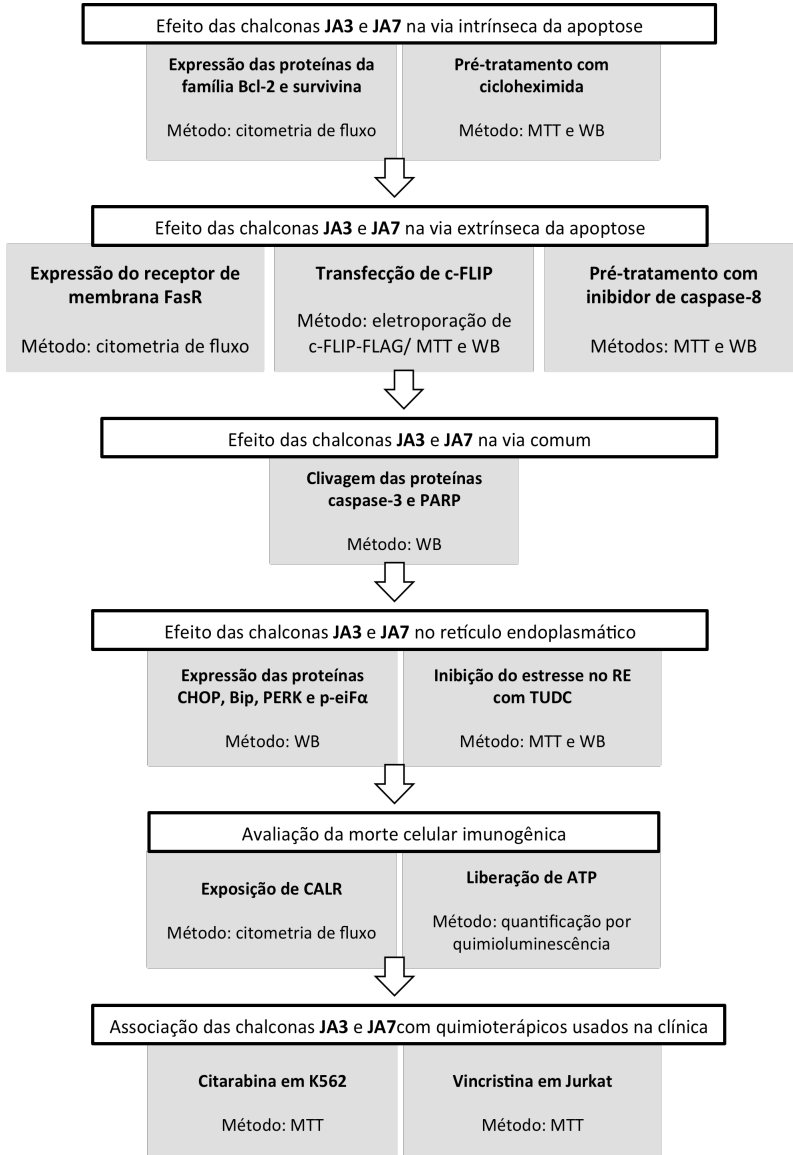 Efeito das chalconas JA3 e JA7 na via intrínseca da apoptose
Expressão das proteínas da
família Bcl-2 e survivina
Método: citometria de fluxo
Pré-tratamento com
cicloheximida
Método: MTT e WB
Efeito das chalconas JA3 e JA7 na via extrínseca da apoptose
Expressão do receptor de
membrana FasR
Método: citometria de fluxo
Transfecção de c-FLIP
Método: eletroporação de
c-FLIP-FLAG/ MTT e WB
Pré-tratamento com
inibidor de caspase-8
Métodos: MTT e WB
Efeito das chalconas JA3 e JA7 na via comum
Clivagem das proteínas
caspase-3 e PARP
Método: WB
Efeito das chalconas JA3 e JA7 no retículo endoplasmático
Expressão das proteínas
CHOP, Bip, PERK e p-eiFα
Método: WB
Inibição do estresse no RE
com TUDC
Método: MTT e WB
Avaliação da morte celular imunogênica
Exposição de CALR
Método: citometria de fluxo
Liberação de ATP
Método: quantificação por
quimioluminescência
Associação das chalconas JA3 e JA7com quimioterápicos usados na clínica
Citarabina em K562
Método: MTT
Vincristina em Jurkat
Método: MTT